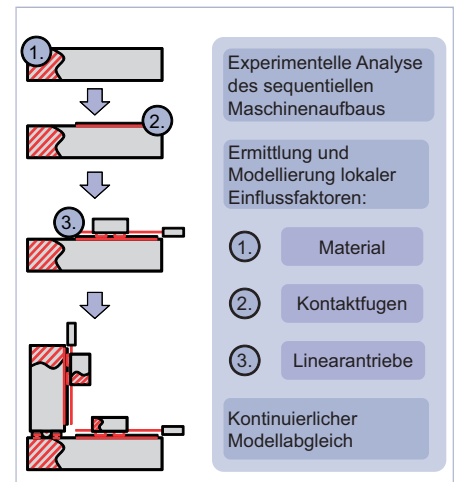 1.
2.
3.
Experimentelle Analyse
des sequentiellen
Maschinenaufbaus
Ermittlung und
Modellierung lokaler
Einflussfaktoren:
1. Material
2. Kontaktfugen
3. Linearantriebe
Kontinuierlicher
Modellabgleich